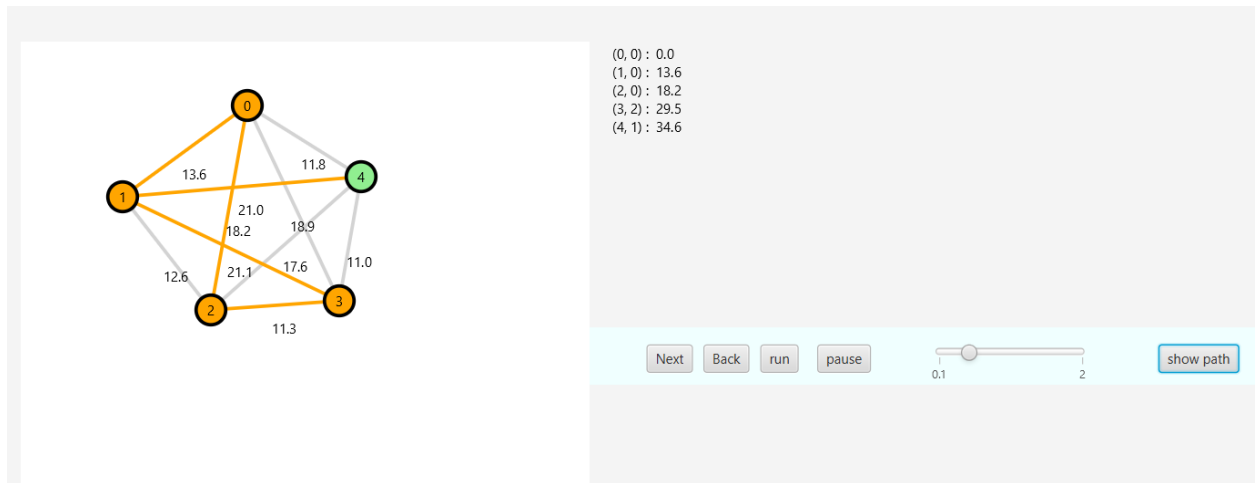 0
4
1
2
3
13.6
11.8
21.0
18.2
18.9
12.6
21.1
17.6
11.0
11.3
(0, 0) : 0.0
(1, 0) : 13.6
(2, 0) : 18.2
(3, 2) : 29.5
(4, 1) : 34.6
Next Back run pause show path
0.1 2